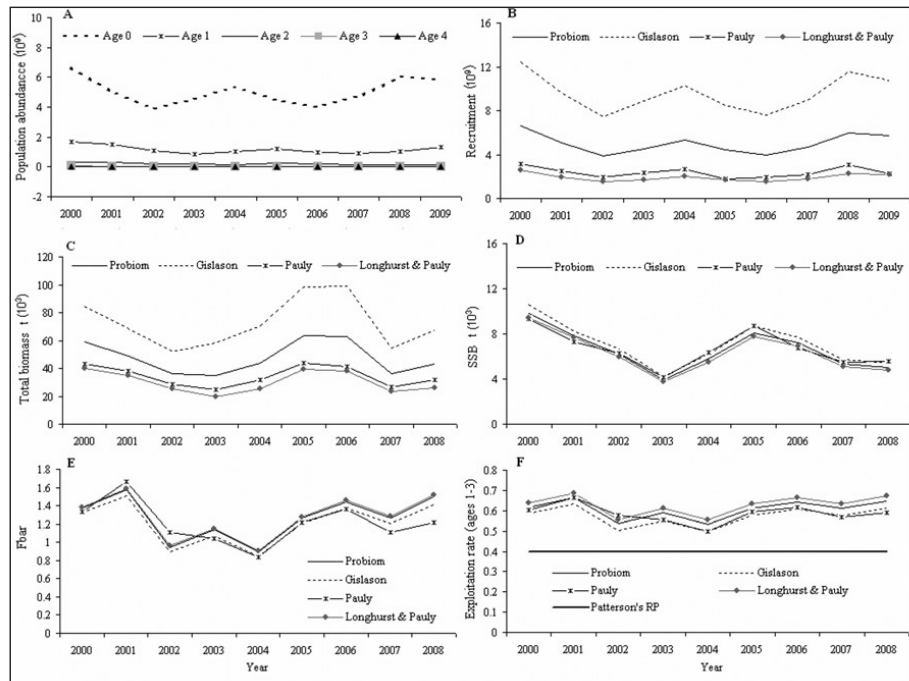 A
Age 0 Age 1 Age 2 Age 3 Age 4
Population abundancce (10⁹)
10
8
6
4
2
0
-2
2000 2001 2002 2003 2004 2005 2006 2007 2008 2009
B
Probiom Gislason Pauly Longhurst & Pauly
Recruitment (10⁹)
16
12
8
4
0
2000 2001 2002 2003 2004 2005 2006 2007 2008 2009
C
Probiom Gislason Pauly Longhurst & Pauly
Total biomass t (10³)
120
100
80
60
40
20
0
2000 2001 2002 2003 2004 2005 2006 2007 2008
D
Probiom Gislason Pauly Longhurst & Pauly
SSB t (10³)
16
12
8
4
0
2000 2001 2002 2003 2004 2005 2006 2007 2008
E
Fbar
1.8
1.6
1.4
1.2
1
0.8
0.6
0.4
0.2
0
Probiom
Gislason
Pauly
Longhurst & Pauly
2000 2001 2002 2003 2004 2005 2006 2007 2008
Year
F
Exploitation rate (ages 1-3)
0.8
0.7
0.6
0.5
0.4
0.3
0.2
0.1
0
Probiom Gislason
Pauly Longhurst & Pauly
Patterson's RP
2000 2001 2002 2003 2004 2005 2006 2007 2008
Year